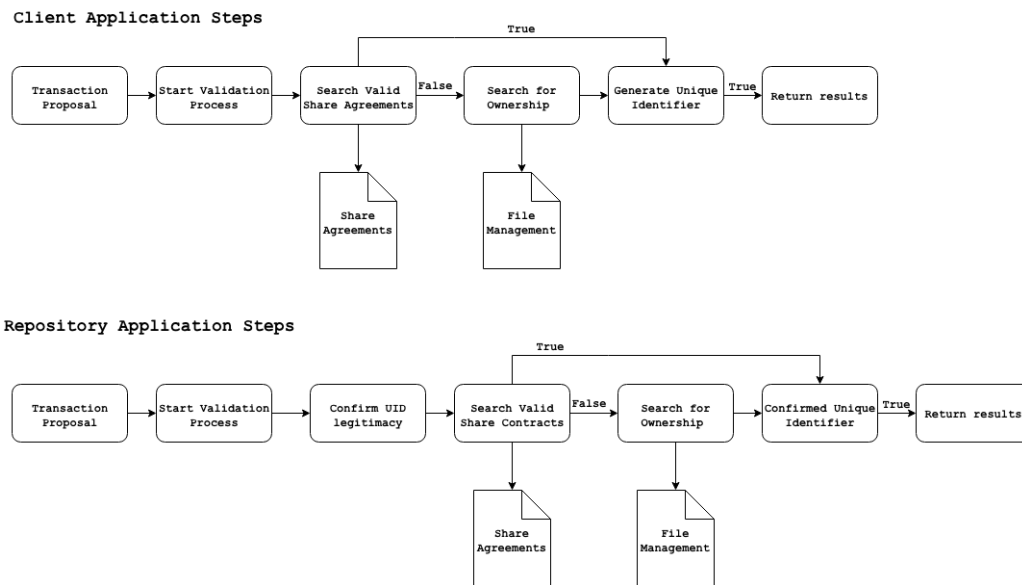 Client Application Steps
True
Transaction
Proposal
Start Validation
Process
Search Valid
Share Agreements
False
Search for
Ownership
Generate Unique
Identifier
True
Return results
Share
Agreements
File
Management
Repository Application Steps
True
Transaction
Proposal
Start Validation
Process
Confirm UID
legitimacy
Search Valid
Share Contracts
False
Search for
Ownership
Confirmed Unique
Identifier
True
Return results
Share
Agreements
File
Management